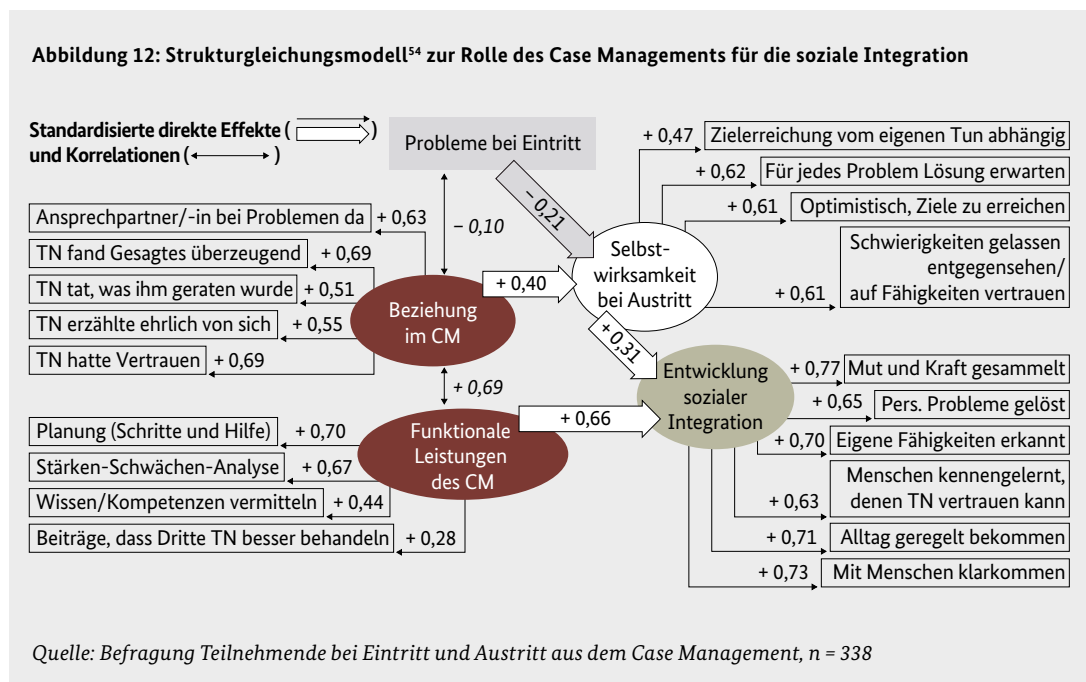 Abbildung 12: Strukturgleichungsmodell⁵⁴ zur Rolle des Case Managements für die soziale Integration
Standardisierte direkte Effekte ( )
und Korrelationen ( )
Probleme bei Eintritt
– 0,21
– 0,10
Ansprechpartner/-in bei Problemen da
+ 0,63
TN fand Gesagtes überzeugend
+ 0,69
TN tat, was ihm geraten wurde
+ 0,51
TN erzählte ehrlich von sich
+ 0,55
TN hatte Vertrauen
+ 0,69
Beziehung
im CM
+ 0,40
Selbst-
wirksamkeit
bei Austritt
+ 0,47
Zielerreichung vom eigenen Tun abhängig
+ 0,62
Für jedes Problem Lösung erwarten
+ 0,61
Optimistisch, Ziele zu erreichen
Schwierigkeiten gelassen
entgegensehen/
auf Fähigkeiten vertrauen
+ 0,61
+ 0,31
+ 0,69
Planung (Schritte und Hilfe)
+ 0,70
Stärken-Schwächen-Analyse
+ 0,67
Wissen/Kompetenzen vermitteln
+ 0,44
Beiträge, dass Dritte TN besser behandeln
+ 0,28
Funktionale
Leistungen
des CM
+ 0,66
Entwicklung
sozialer
Integration
+ 0,77
Mut und Kraft gesammelt
+ 0,65
Pers. Probleme gelöst
+ 0,70
Eigene Fähigkeiten erkannt
Menschen kennengelernt,
denen TN vertrauen kann
+ 0,63
+ 0,71
Alltag geregelt bekommen
+ 0,73
Mit Menschen klarkommen
Quelle: Befragung Teilnehmende bei Eintritt und Austritt aus dem Case Management, n = 338